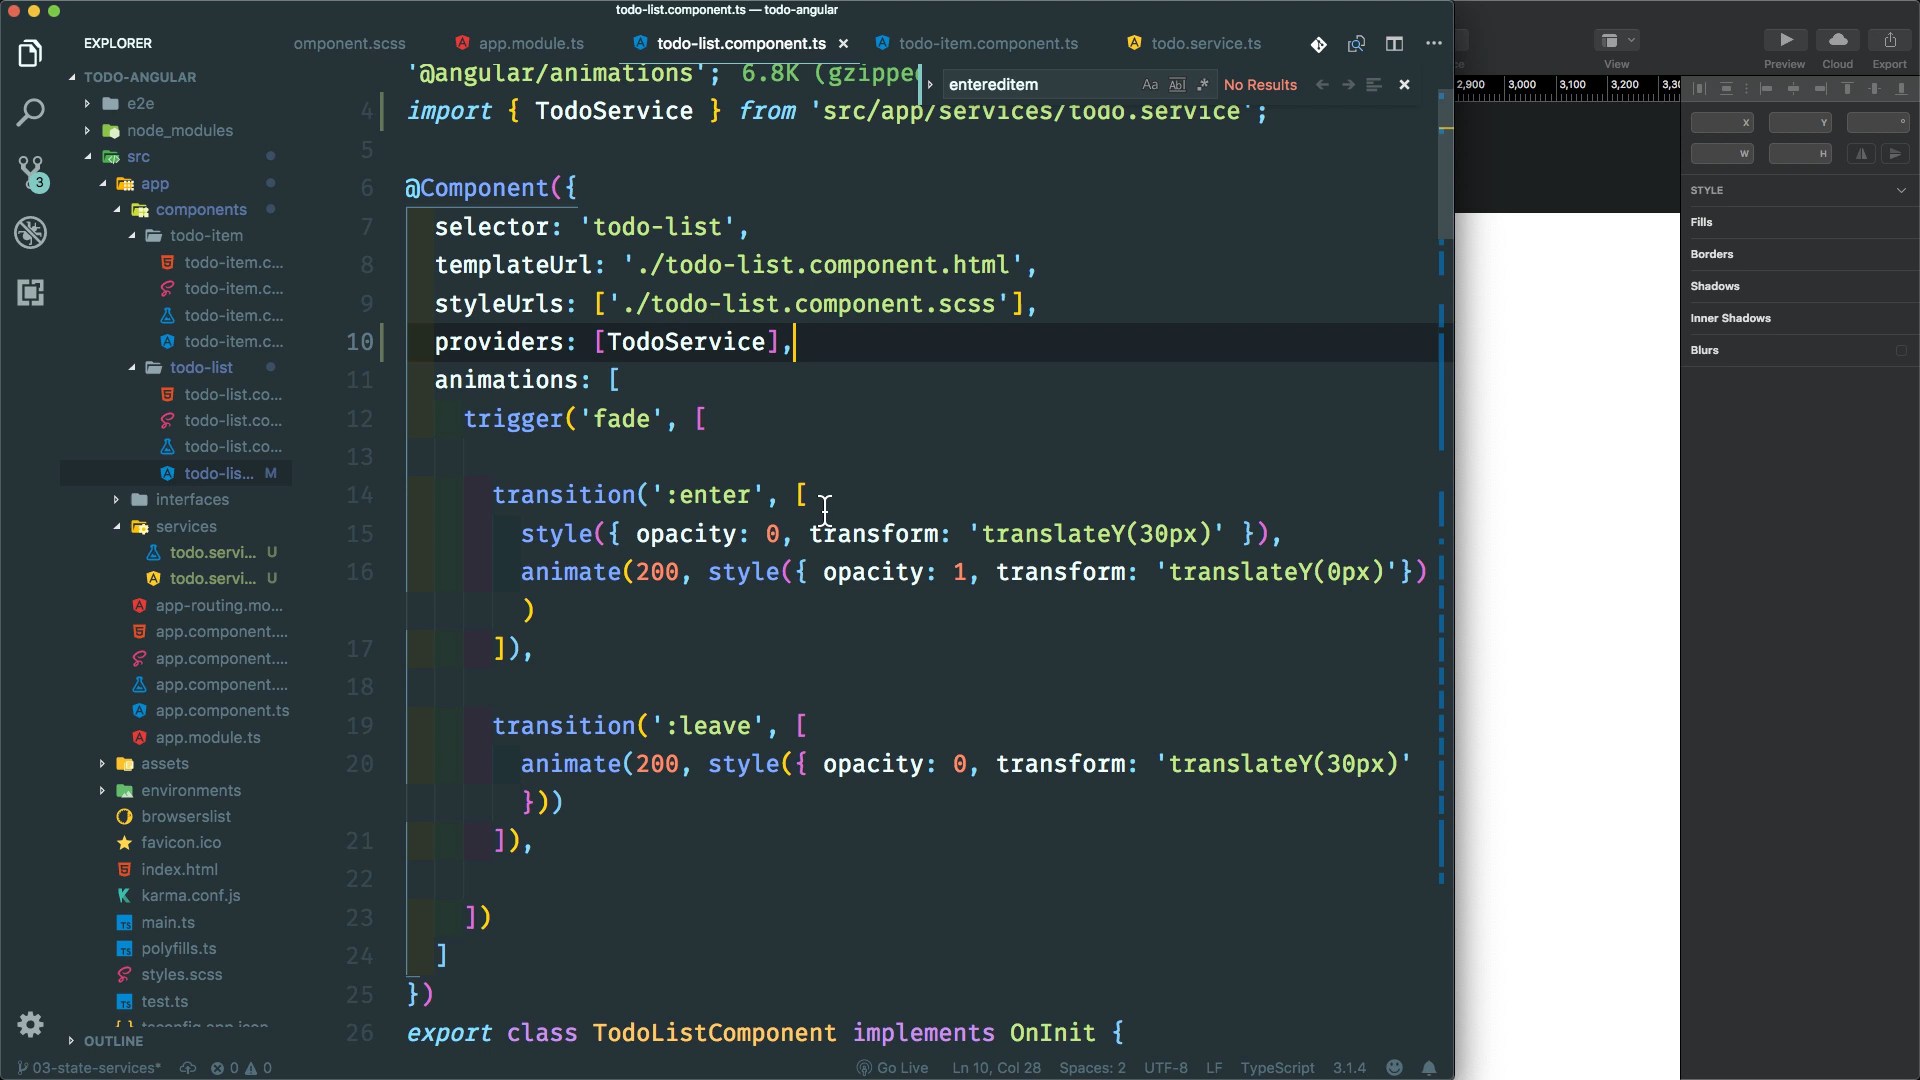 todo-list.component.ts — todo-angular
EXPLORER
omponent.scss
app.module.ts
todo-list.component.ts
todo-item.component.ts
todo.service.ts
entereditem
Aa
Abl
No Results
TODO-ANGULAR
e2e
node_modules
src
app
components
todo-item
todo-item.c...
todo-item.c...
todo-item.c...
todo-item.c...
todo-list
todo-list.co...
todo-list.co...
todo-list.co...
todo-lis... M
interfaces
services
todo.servi... U
todo.servi... U
app-routing.mo...
app.component....
app.component....
app.component....
app.component.ts
app.module.ts
assets
environments
browserslist
favicon.ico
index.html
karma.conf.js
main.ts
polyfills.ts
styles.scss
test.ts
OUTLINE
3
'@angular/animations'; 6.8K (gzipped
4 import { TodoService } from 'src/app/services/todo.service';
5
6 @Component({
7 selector: 'todo-list',
8 templateUrl: './todo-list.component.html',
9 styleUrls: ['./todo-list.component.scss'],
10 providers: [TodoService],
11 animations: [
12 trigger('fade', [
13
14 transition(':enter', [
15 style({ opacity: 0, transform: 'translateY(30px)' }),
16 animate(200, style({ opacity: 1, transform: 'translateY(0px)'})
)
17 ]),
18
19 transition(':leave', [
20 animate(200, style({ opacity: 0, transform: 'translateY(30px)'
}))
21 ]),
22
23 ])
24 ]
25 })
26 export class TodoListComponent implements OnInit {
03-state-services* 0 0
Go Live Ln 10, Col 28 Spaces: 2 UTF-8 LF TypeScript 3.1.4
View
Preview
Cloud
Export
2,900 3,000 3,100 3,200
X Y °
W H
STYLE
Fills
Borders
Shadows
Inner Shadows
Blurs